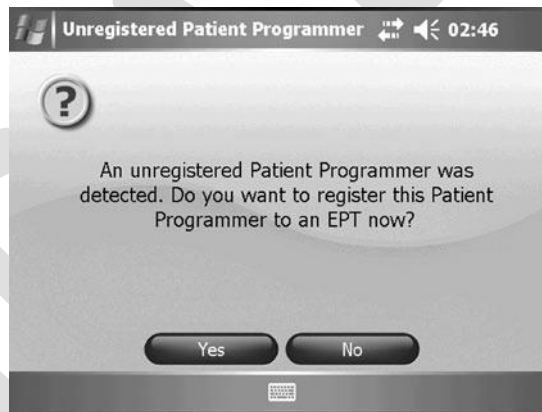 Unregistered Patient Programmer 02:46
?
An unregistered Patient Programmer was
detected. Do you want to register this Patient
Programmer to an EPT now?
Yes No